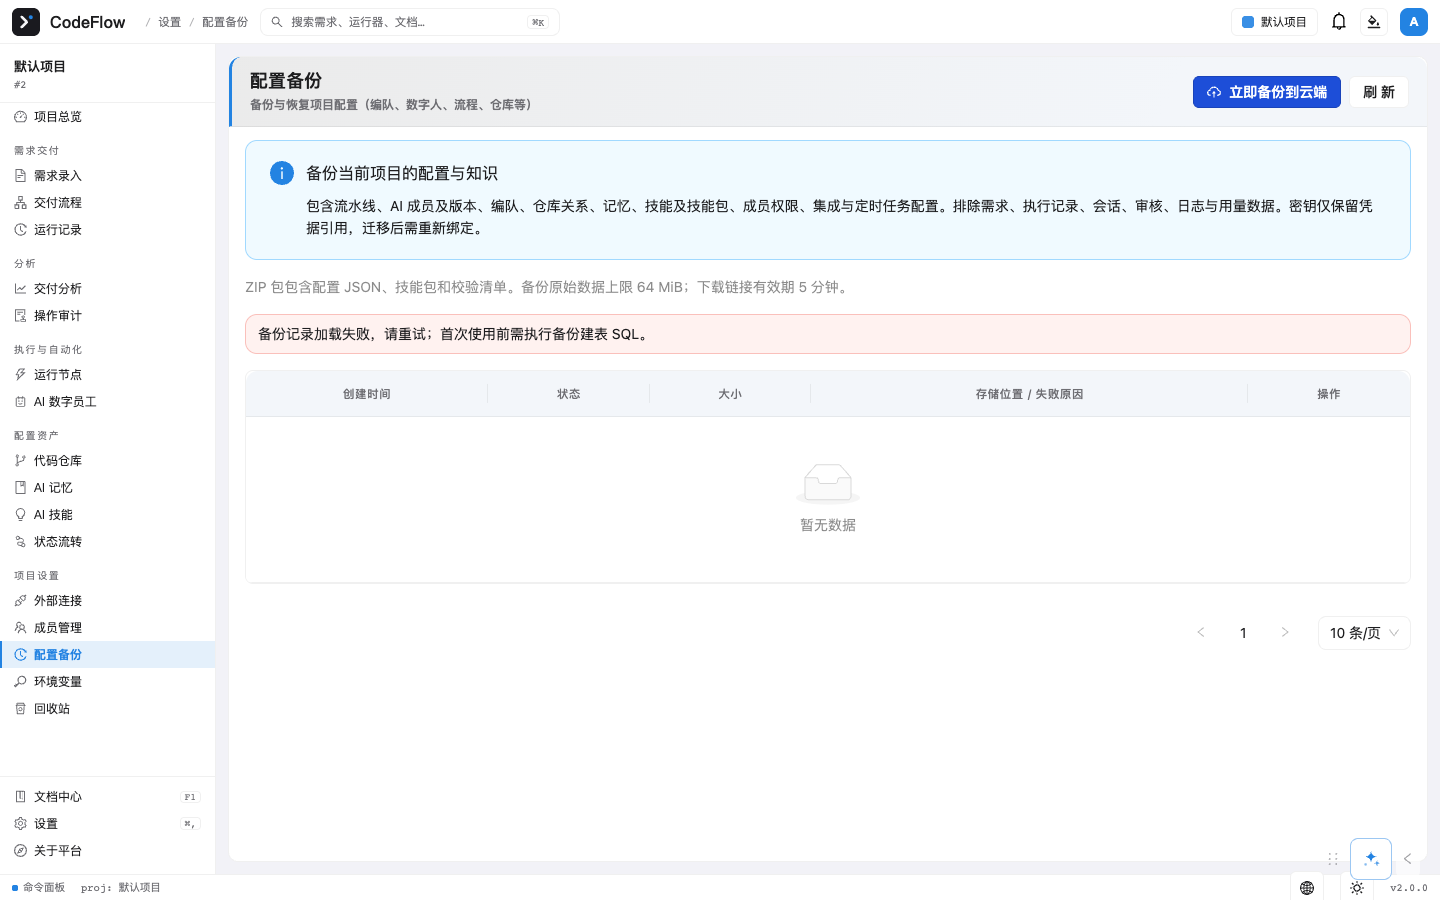 CodeFlow
/ 设置 / 配置备份
搜索需求、运行器、文档...
⌘K
默认项目
A
默认项目
#2
项目总览
需求交付
需求录入
交付流程
运行记录
分析
交付分析
操作审计
执行与自动化
运行节点
AI 数字员工
配置资产
代码仓库
AI 记忆
AI 技能
状态流转
项目设置
外部连接
成员管理
配置备份
环境变量
回收站
文档中心 F1
设置 ⌘,
关于平台
配置备份
备份与恢复项目配置（编队、数字人、流程、仓库等）
立即备份到云端
刷 新
备份当前项目的配置与知识
包含流水线、AI 成员及版本、编队、仓库关系、记忆、技能及技能包、成员权限、集成与定时任务配置。排除需求、执行记录、会话、审核、日志与用量数据。密钥仅保留凭
据引用，迁移后需重新绑定。
ZIP 包包含配置 JSON、技能包和校验清单。备份原始数据上限 64 MiB；下载链接有效期 5 分钟。
备份记录加载失败，请重试；首次使用前需执行备份建表 SQL。
创建时间 状态 大小 存储位置 / 失败原因 操作
暂无数据
1
10 条/页
命令面板 proj: 默认项目
v2.0.0